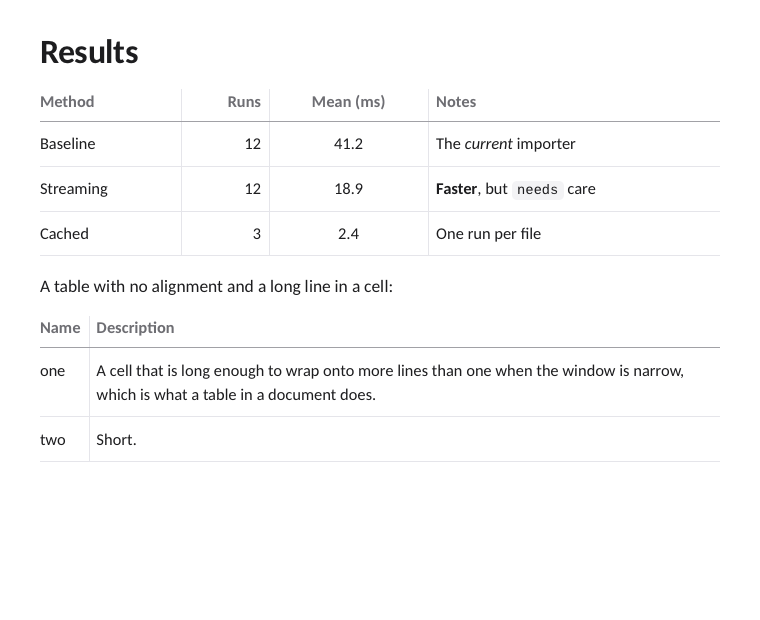 Results
Method Runs Mean (ms) Notes
Baseline 12 41.2 The current importer
Streaming 12 18.9 Faster, but needs care
Cached 3 2.4 One run per file
A table with no alignment and a long line in a cell:
Name Description
one A cell that is long enough to wrap onto more lines than one when the window is narrow,
which is what a table in a document does.
two Short.